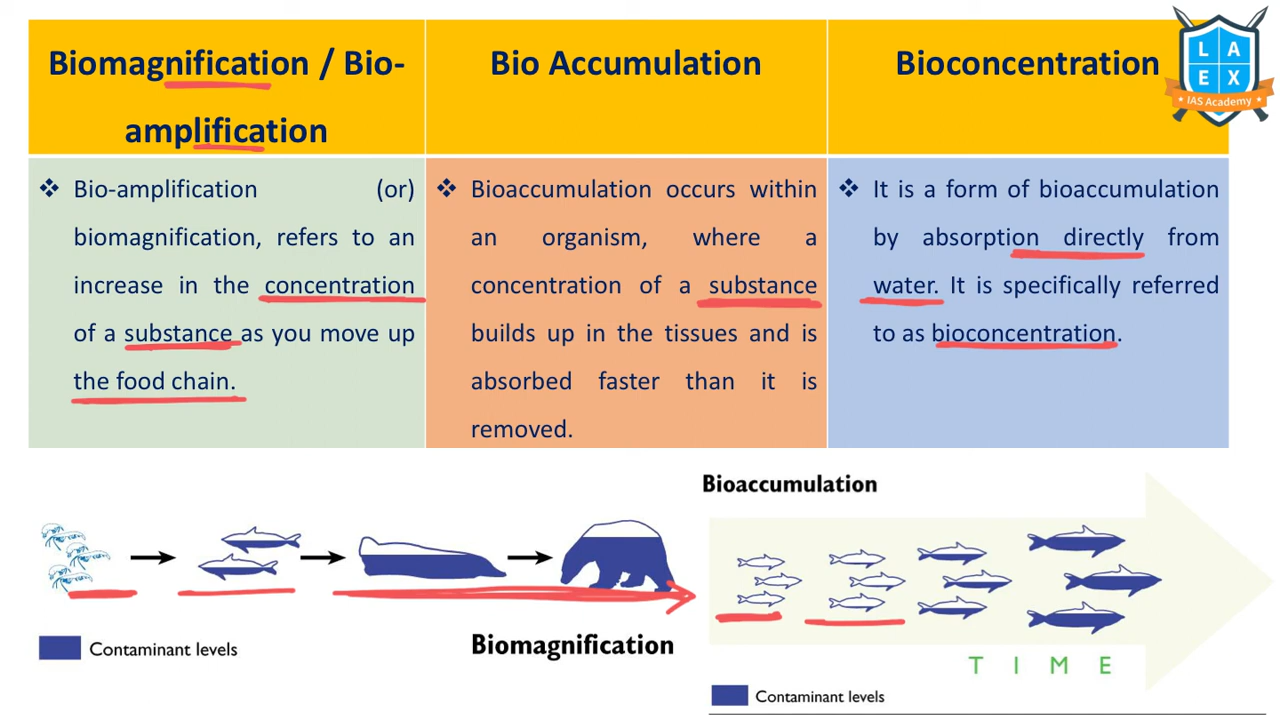 Biomagnification / Bio-
amplification
Bio Accumulation
Bioconcentration
L A
E X
IAS Academy
❖ Bio-amplification (or)
biomagnification, refers to an
increase in the concentration
of a substance as you move up
the food chain.
❖ Bioaccumulation occurs within
an organism, where a
concentration of a substance
builds up in the tissues and is
absorbed faster than it is
removed.
❖ It is a form of bioaccumulation
by absorption directly from
water. It is specifically referred
to as bioconcentration.
Biomagnification
Contaminant levels
Bioaccumulation
T I M E
Contaminant levels